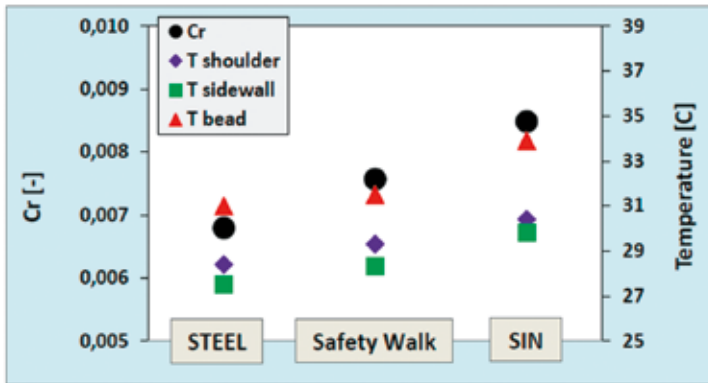 0,010
0,009
0,008
0,007
0,006
0,005
Cr [-]
Cr
T shoulder
T sidewall
T bead
STEEL
Safety Walk
SIN
39
37
35
33
31
29
27
25
Temperature [C]